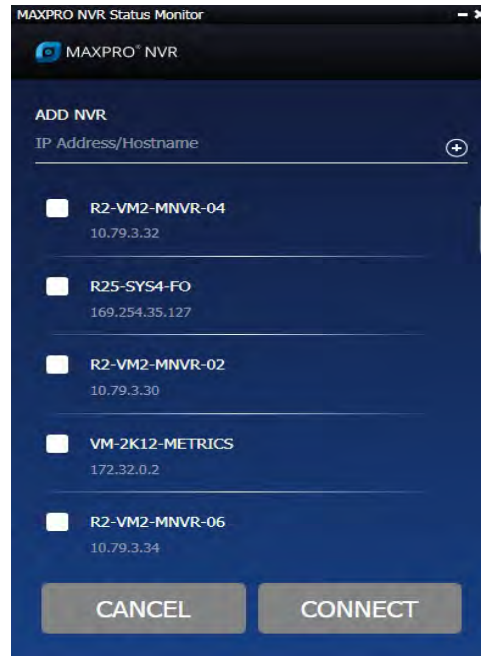 MAXPRO NVR Status Monitor
MAXPRO® NVR
ADD NVR
IP Address/Hostname
R2-VM2-MNVR-04
10.79.3.32
R25-SYS4-FO
169.254.35.127
R2-VM2-MNVR-02
10.79.3.30
VM-2K12-METRICS
172.32.0.2
R2-VM2-MNVR-06
10.79.3.34
CANCEL CONNECT